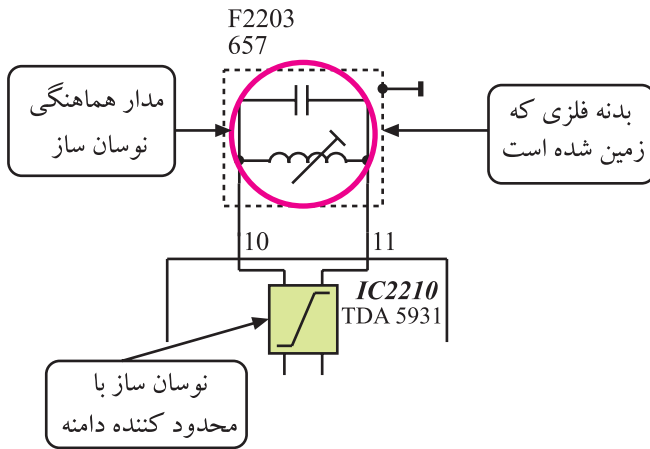 F2203
657
مدار هماهنگی
نوسان ساز
بدنه فلزی که
زمین شده است
10
11
IC2210
TDA 5931
نوسان ساز با
محدود کننده دامنه